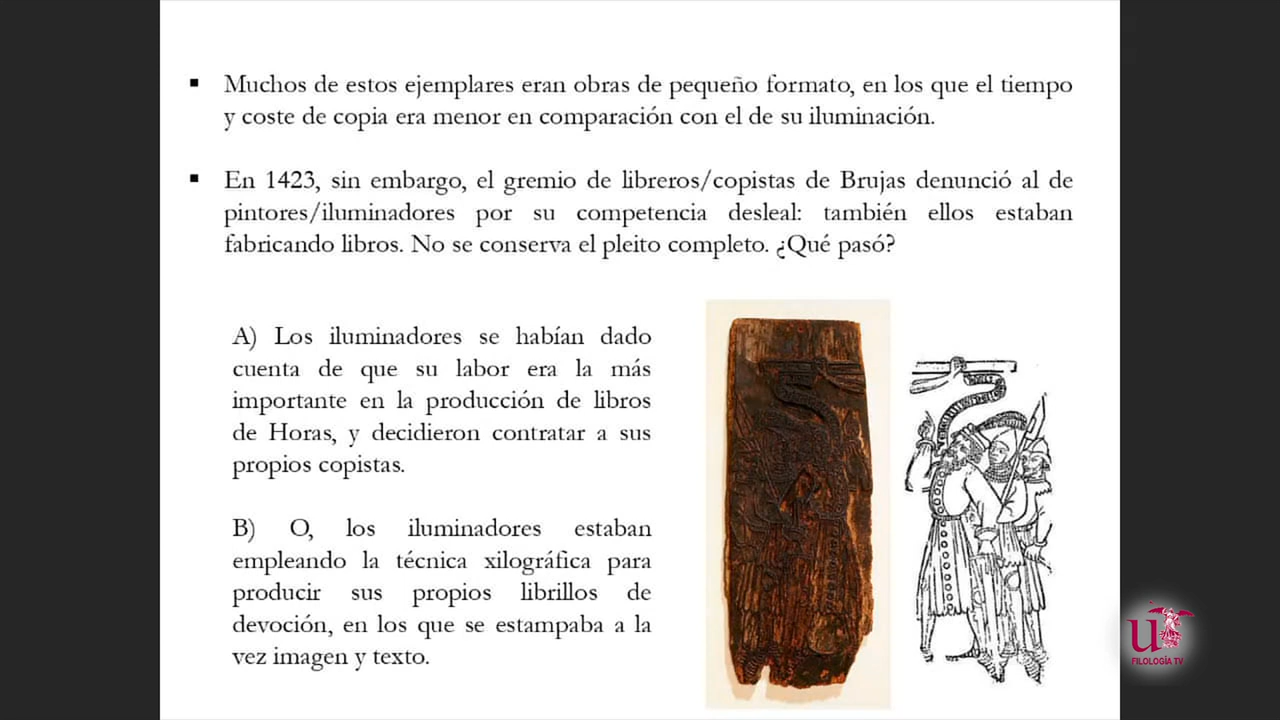 ▪ Muchos de estos ejemplares eran obras de pequeño formato, en los que el tiempo
y coste de copia era menor en comparación con el de su iluminación.
▪ En 1423, sin embargo, el gremio de libreros/copistas de Brujas denunció al de
pintores/iluminadores por su competencia desleal: también ellos estaban
fabricando libros. No se conserva el pleito completo. ¿Qué pasó?
A) Los iluminadores se habían dado
cuenta de que su labor era la más
importante en la producción de libros
de Horas, y decidieron contratar a sus
propios copistas.
B) O, los iluminadores estaban
empleando la técnica xilográfica para
producir sus propios librillos de
devoción, en los que se estampaba a la
vez imagen y texto.
us
FILOLOGÍA TV